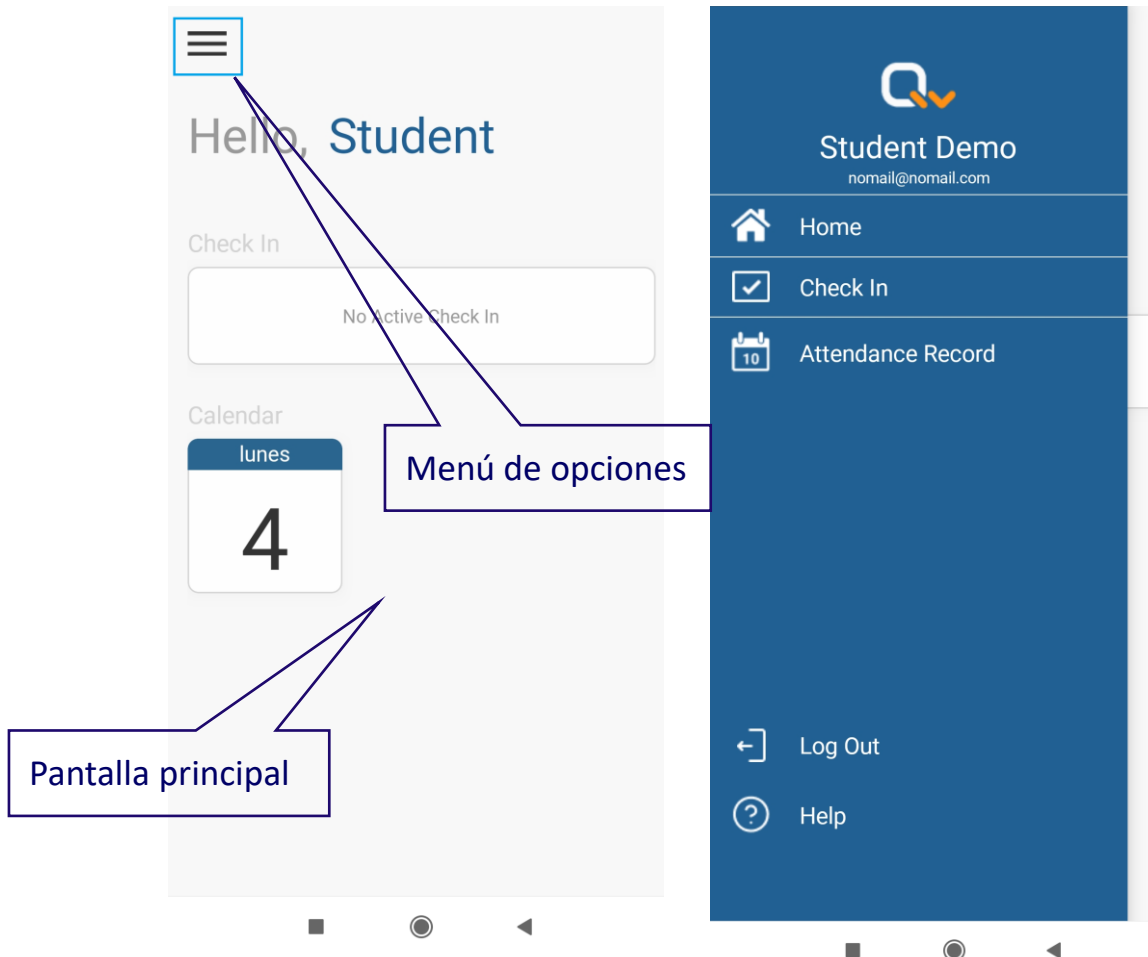 Hello, Student
Check In
No Active Check In
Calendar
lunes
4
Menú de opciones
Pantalla principal
Student Demo
nomail@nomail.com
Home
Check In
10
Attendance Record
Log Out
Help